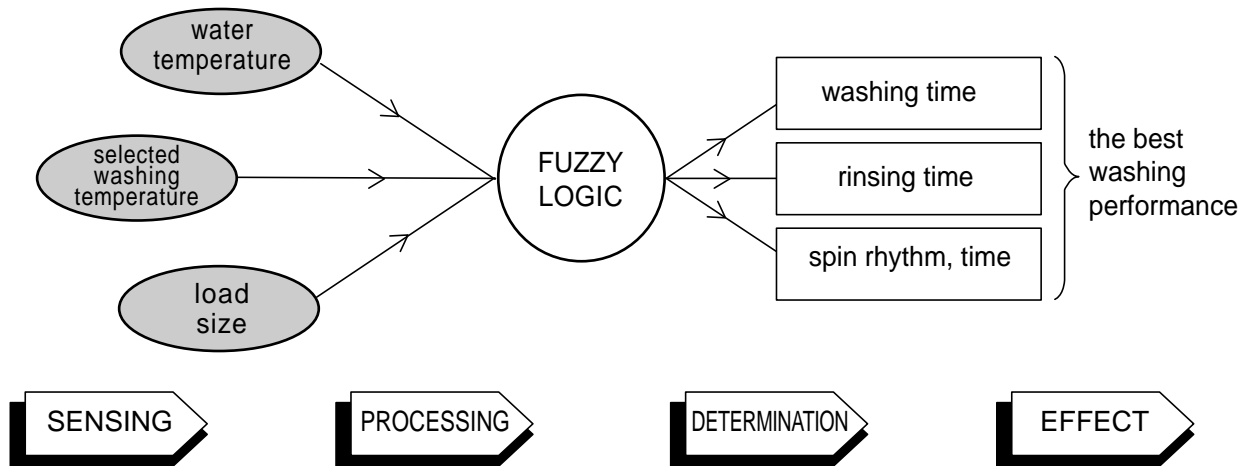 water
temperature
selected
washing
temperature
load
size
FUZZY
LOGIC
washing time
rinsing time
spin rhythm, time
the best
washing
performance
SENSING
PROCESSING
DETERMINATION
EFFECT